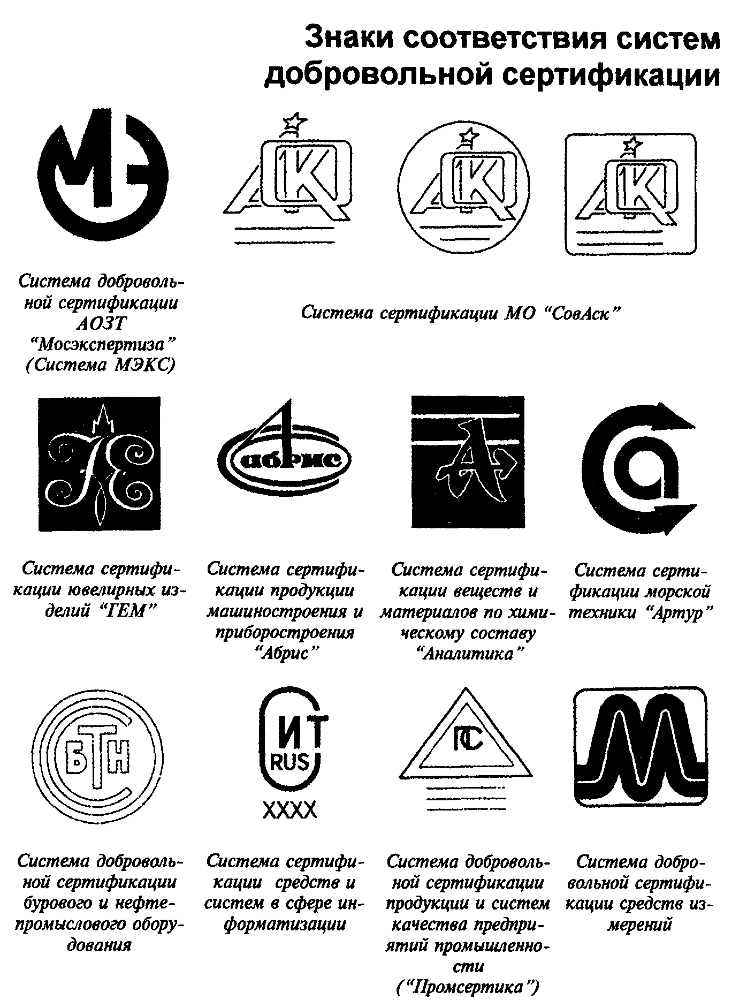 Знаки соответствия систем
добровольной сертификации
МЭ
АКО
АКО
АКО
Система доброволь-
ной сертификации
АОЗТ
“Мосэкспертиза”
(Система МЭКС)
Система сертификации МО “СовАск”
абрис
А
а
Система сертифи-
кации ювелирных из-
делий “ГЕМ”
Система сертифи-
кации продукции
машиностроения и
приборостроения
“Абрис”
Система сертифи-
кации веществ и
материалов по хими-
ческому составу
“Аналитика”
Система серти-
фикации морской
техники “Артур”
БТН
ИТ
RUS
XXXX
ПС
М
Система доброволь-
ной сертификации
бурового и нефте-
промыслового обору-
дования
Система сертифи-
кации средств и
систем в сфере ин-
форматизации
Система доброволь-
ной сертификации
продукции и систем
качества предпри-
ятий промышленно-
сти
(“Промсертика”)
Система добро-
вольной сертифи-
кации средств из-
мерений